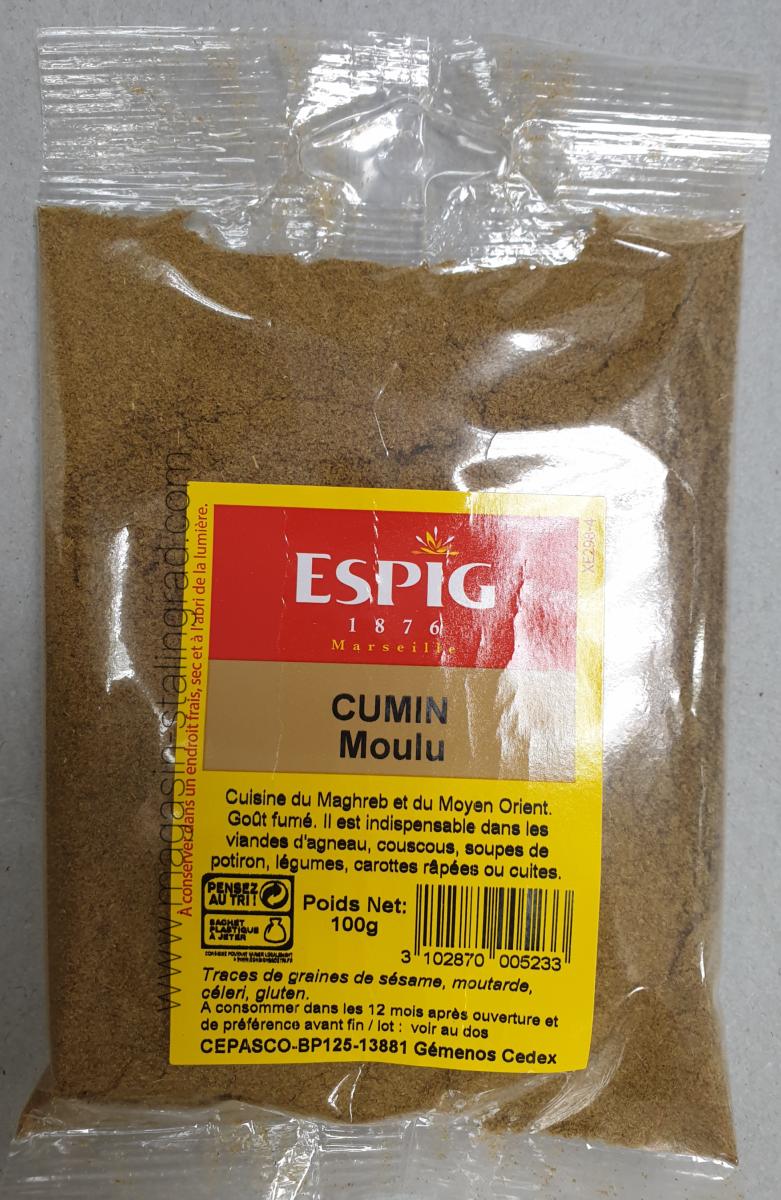 ESPIG
1876
Marseille
CUMIN
Moulu
Cuisine du Maghreb et du Moyen Orient.
Goût fumé. Il est indispensable dans les
viandes d'agneau, couscous, soupes de
potiron, légumes, carottes râpées ou cuites.
PENSEZ
AU TRI !
SACHET
PLASTIQUE
À JETER
Poids Net:
100g
3 102870 005233
Traces de graines de sésame, moutarde,
céleri, gluten.
A consommer dans les 12 mois après ouverture et
de préférence avant fin / lot : voir au dos
CEPASCO-BP125-13881 Gémenos Cedex
A conserver dans un endroit frais, sec et à l'abri de la lumière.
XE298-4
www.magasin-stalingrad.com